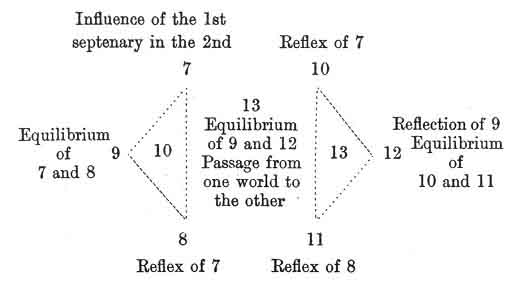 Influence of the 1st
septenary in the 2nd
7
Reflex of 7
10
Equilibrium
of
7 and 8
9
10
13
Equilibrium
of 9 and 12
Passage from
one world to
the other
13
12
Reflection of 9
Equilibrium
of
10 and 11
8
Reflex of 7
11
Reflex of 8